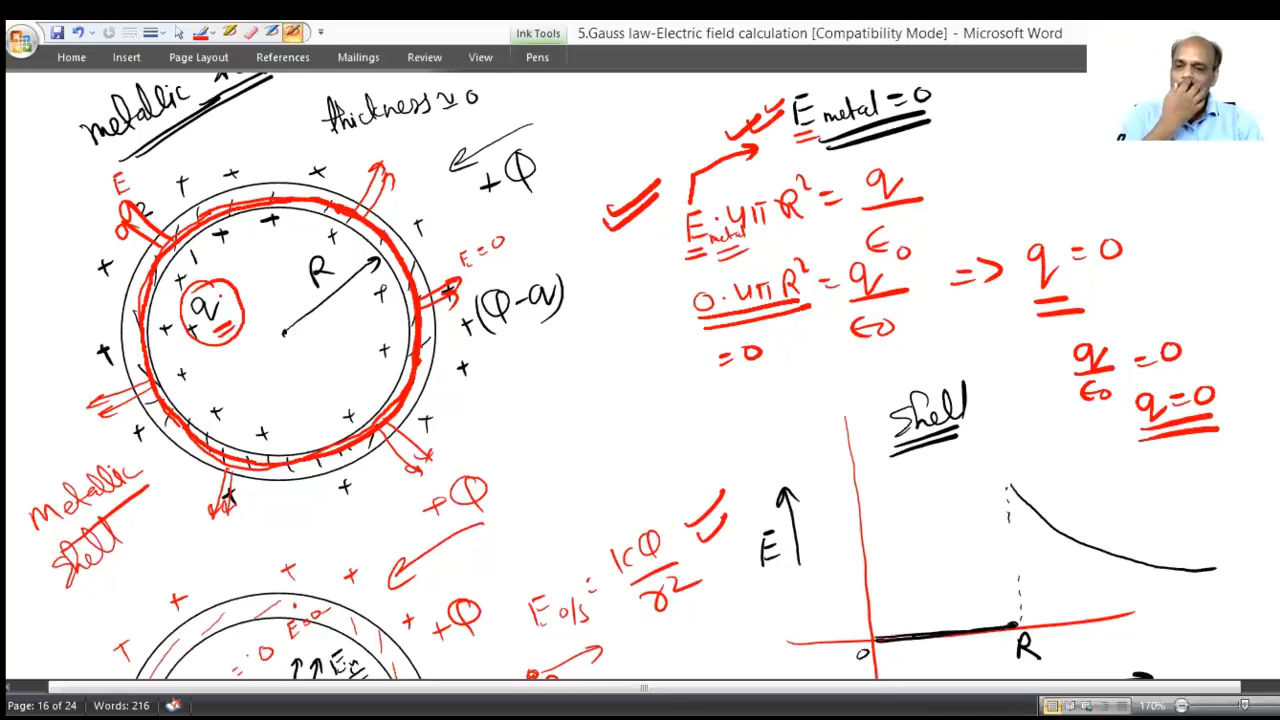 Ink Tools
5.Gauss law-Electric field calculation [Compatibility Mode] - Microsoft Word
Home Insert Page Layout References Mailings Review View Pens
metallic
thickness ≈ 0
+Q
E
R
q
E=0
+(Q-q)
metallic
shell
+Q
E metal = 0
E metal . 4πR² = q/ε0
0 . 4πR² = q/ε0 => q = 0
= 0
q/ε0 = 0
q = 0
shell
E
0
R
E o/s = KQ/r²
+Q
E=0
= 0
Page: 16 of 24 Words: 216 170%